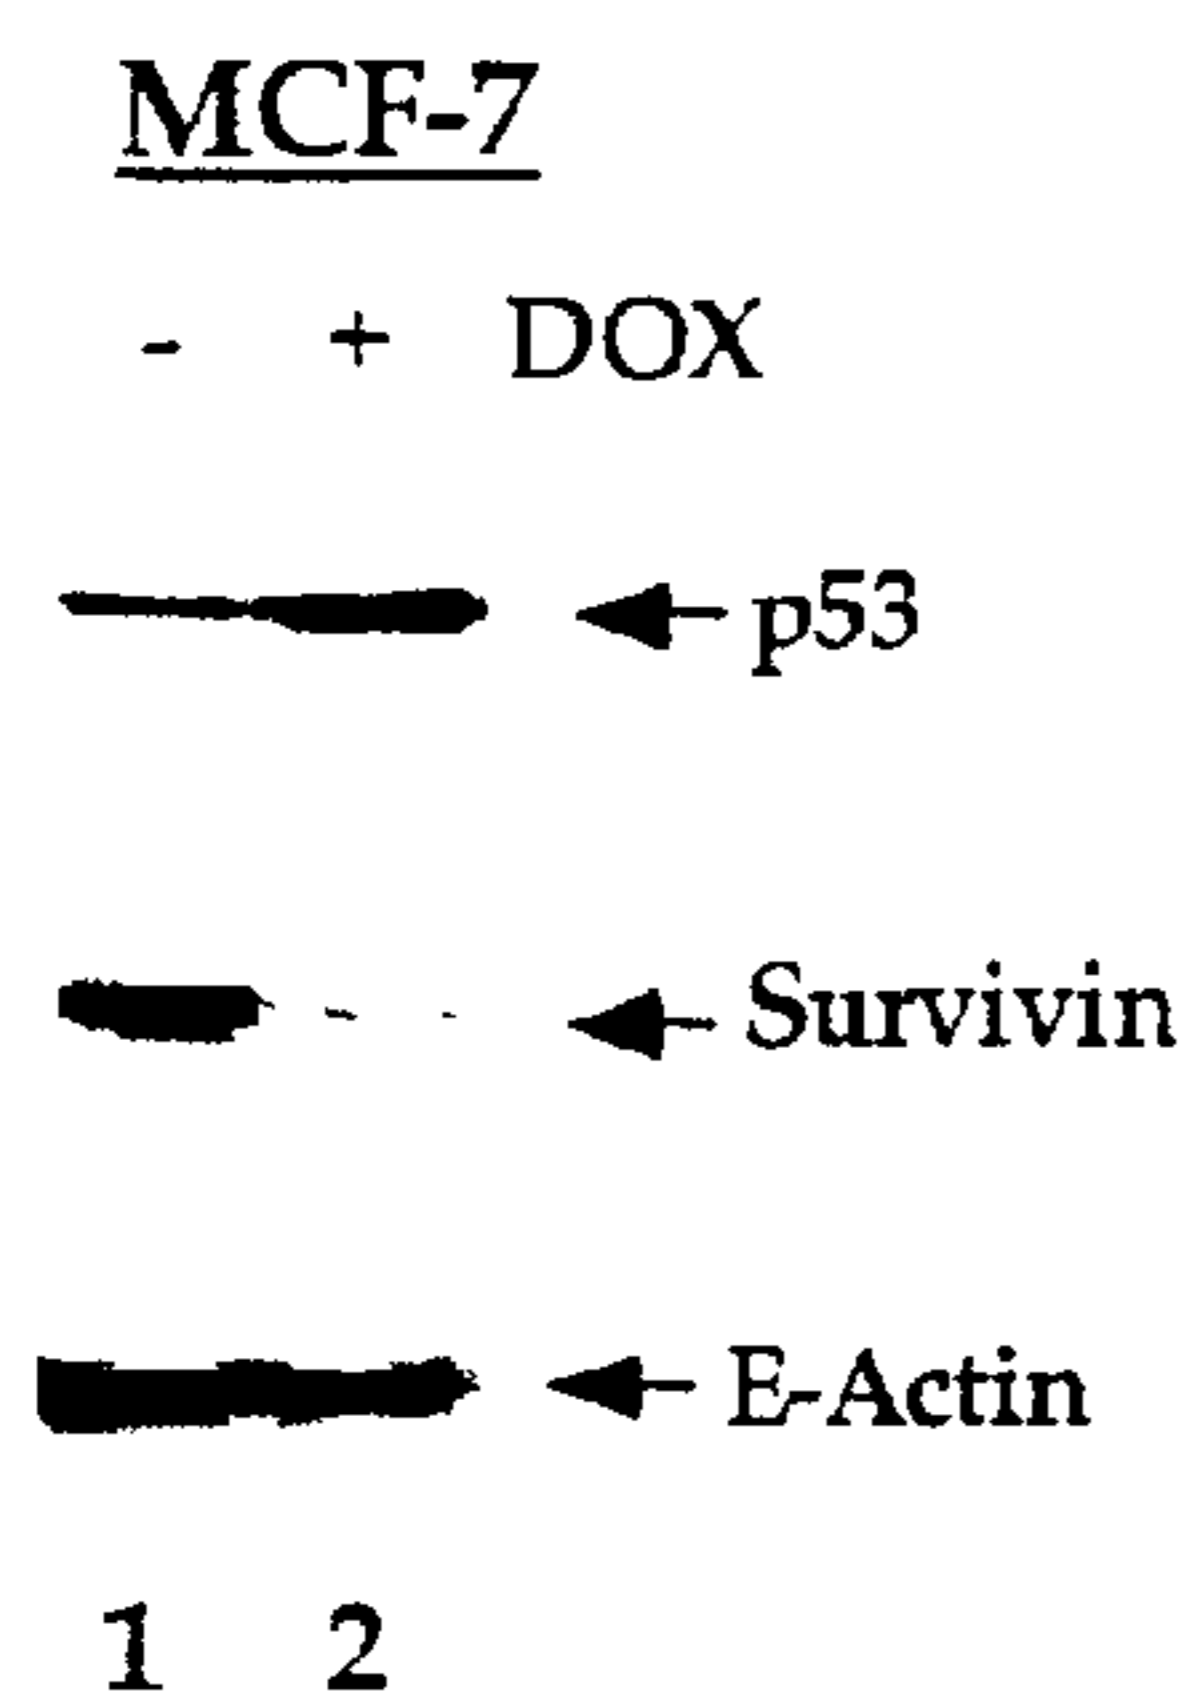 MCF-7
- + DOX
p53
Survivin
E-Actin
1 2